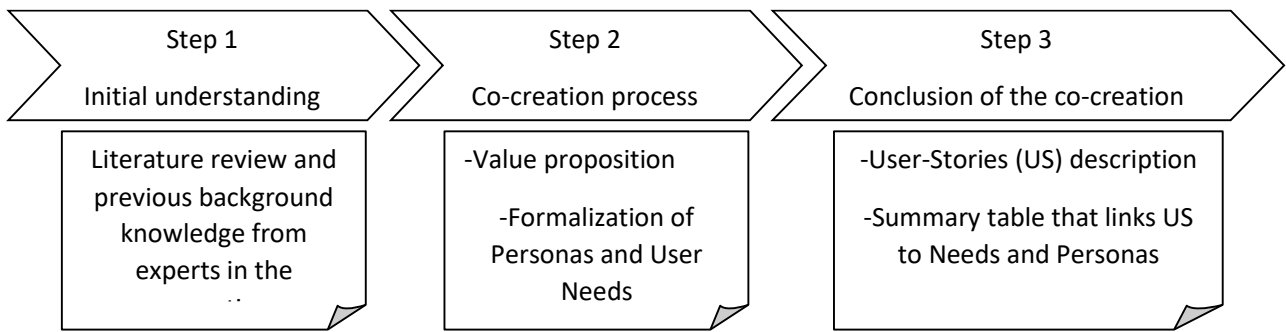 Step 1
Initial understanding
Step 2
Co-creation process
Step 3
Conclusion of the co-creation
Literature review and
previous background
knowledge from
experts in the
-Value proposition
-Formalization of
Personas and User
Needs
-User-Stories (US) description
-Summary table that links US
to Needs and Personas